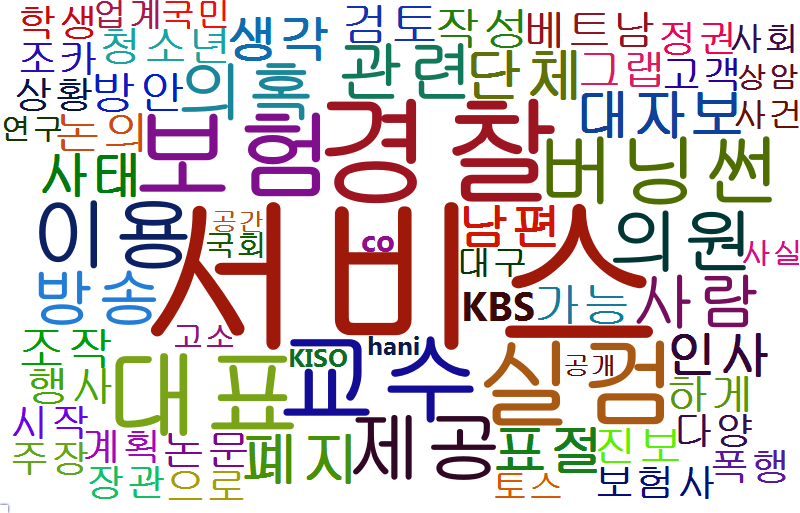 학생
업계
국민
청소년
생각
검토
작성
베트남
정권
사회
조카
의혹
관련
단체
그랩
고객
상암
상황
방안
대자보
사건
연구
논의
보험
경찰
버닝썬
사태
이용
공간
국회
co
남편
대구
의원
사실
서비스
방송
KBS
가능
사람
조작
고소
KISO
hani
공개
인사
행사
대표
교수
실검
하게
시작
주장
계획
논문
장관
으로
폐지
제공
표절
진보
다양
토스
보험사
폭행